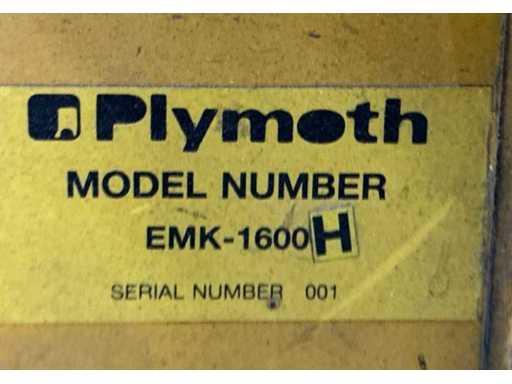 Plymoth
MODEL NUMBER
EMK-1600H
SERIAL NUMBER 001